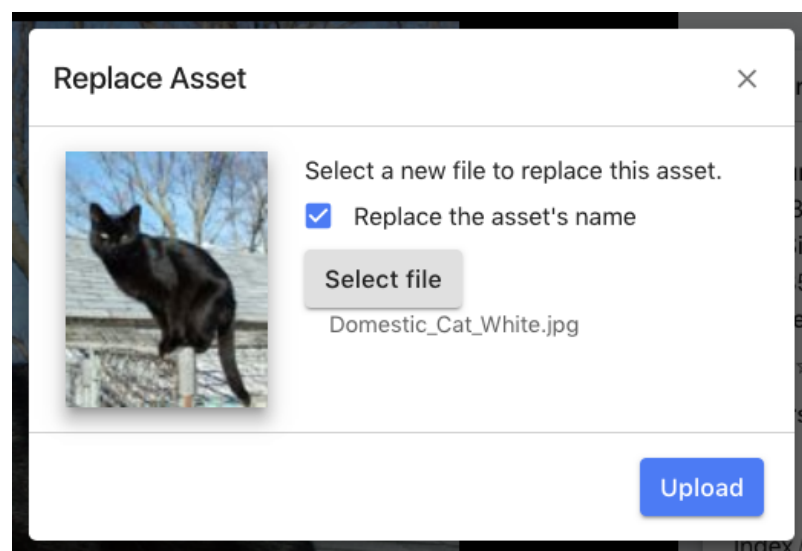 Replace Asset
Select a new file to replace this asset.
Replace the asset's name
Select file
Domestic_Cat_White.jpg
Upload